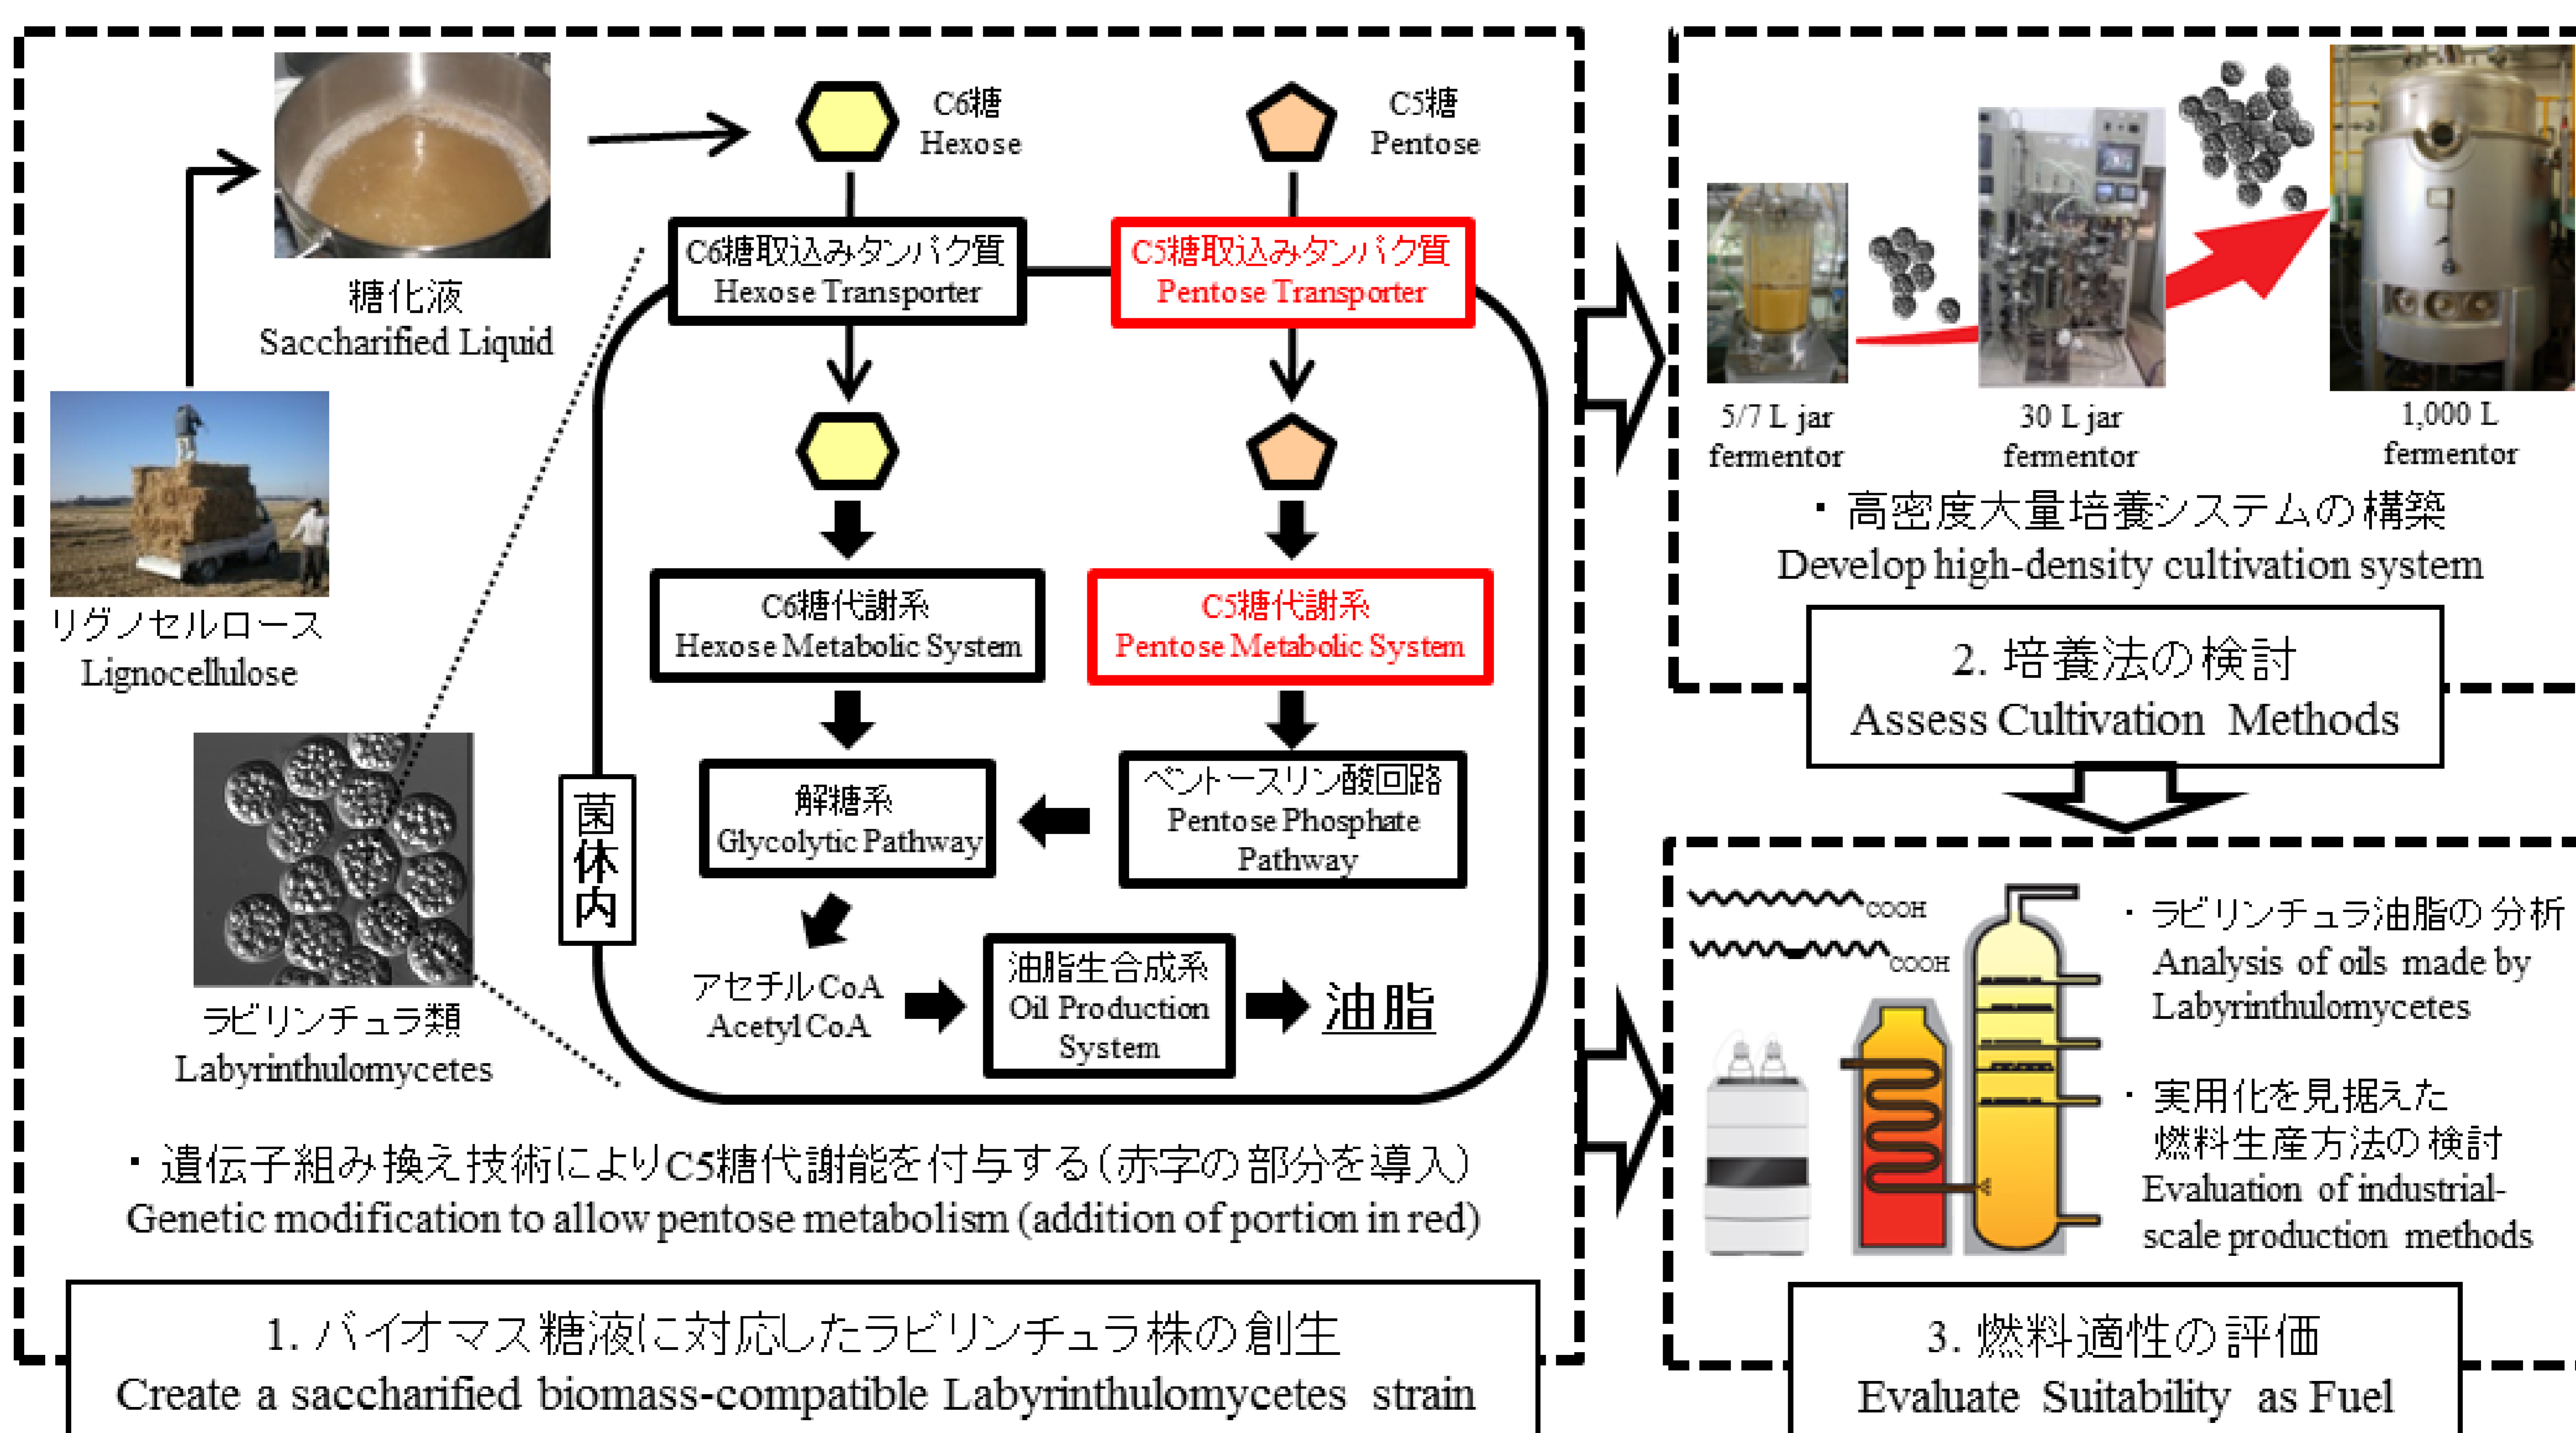 C6糖
Hexose
C5糖
Pentose
C6糖取込みタンパク質
Hexose Transporter
C5糖取込みタンパク質
Pentose Transporter
糖化液
Saccharified Liquid
リグノセルロース
Lignocellulose
C6糖代謝系
Hexose Metabolic System
C5糖代謝系
Pentose Metabolic System
解糖系
Glycolytic Pathway
ペントースリン酸回路
Pentose Phosphate
Pathway
菌体内
アセチルCoA
Acetyl CoA
油脂生合成系
Oil Production
System
油脂
ラビリンチュラ類
Labyrinthulomycetes
・遺伝子組み換え技術によりC5糖代謝能を付与する(赤字の部分を導入)
Genetic modification to allow pentose metabolism (addition of portion in red)
1. バイオマス糖液に対応したラビリンチュラ株の創生
Create a saccharified biomass-compatible Labyrinthulomycetes strain
5/7 L jar
fermentor
30 L jar
fermentor
1,000 L
fermentor
・高密度大量培養システムの構築
Develop high-density cultivation system
2. 培養法の検討
Assess Cultivation Methods
COOH
COOH
・ラビリンチュラ油脂の分析
Analysis of oils made by
Labyrinthulomycetes
・実用化を見据えた
燃料生産方法の検討
Evaluation of industrial-
scale production methods
3. 燃料適性の評価
Evaluate Suitability as Fuel